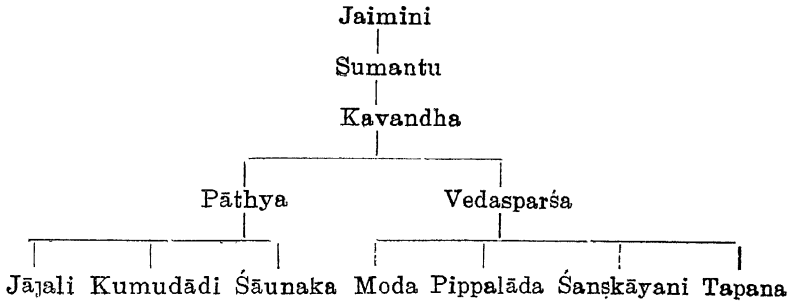 Jaimini
Sumantu
Kavandha
Pāthya Vedasparśa
Jājali Kumudādi Śāunaka Moda Pippalāda Śanṣkāyani Tapana